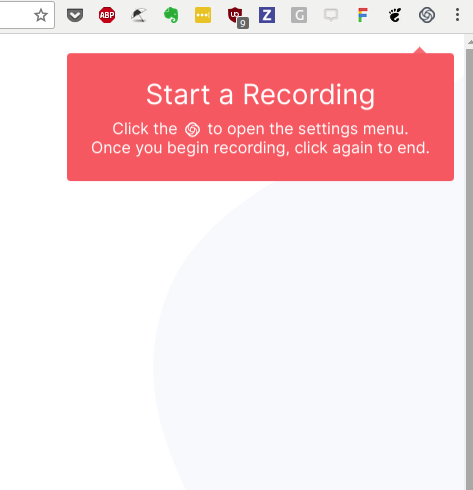 ABP
9
Z
G
F
Start a Recording
Click the to open the settings menu.
Once you begin recording, click again to end.